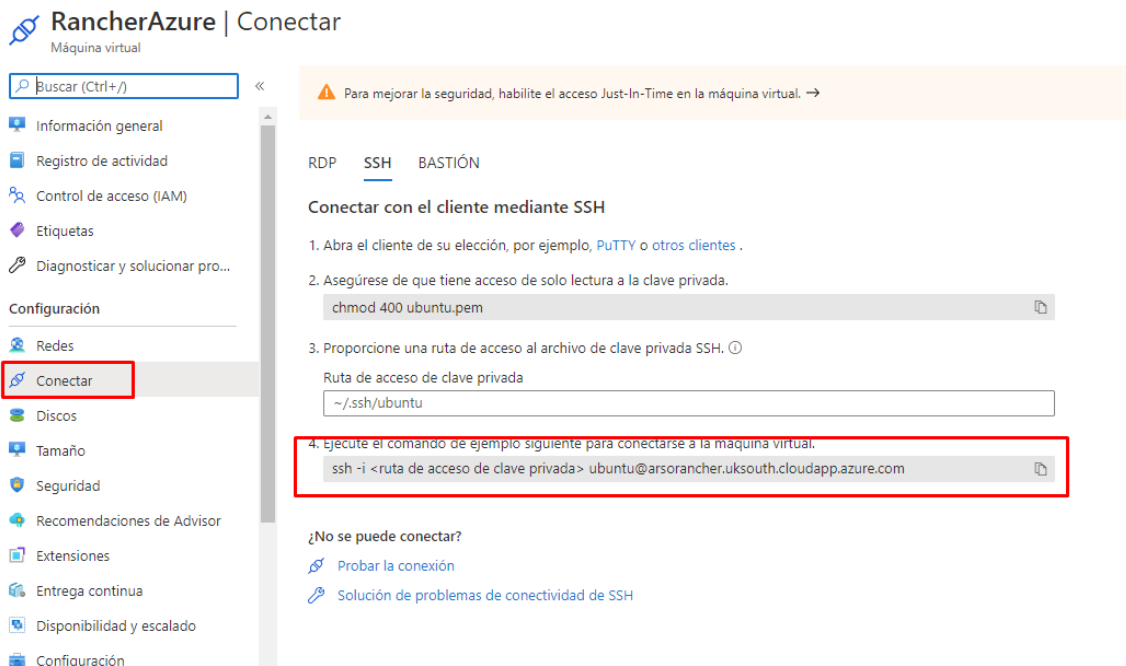 RancherAzure | Conectar
Máquina virtual
Buscar (Ctrl+/)
«
Información general
Registro de actividad
Control de acceso (IAM)
Etiquetas
Diagnosticar y solucionar pro...
Configuración
Redes
Conectar
Discos
Tamaño
Seguridad
Recomendaciones de Advisor
Extensiones
Entrega continua
Disponibilidad y escalado
Configuración
Para mejorar la seguridad, habilite el acceso Just-In-Time en la máquina virtual. →
RDP SSH BASTIÓN
Conectar con el cliente mediante SSH
1. Abra el cliente de su elección, por ejemplo, PuTTY o otros clientes .
2. Asegúrese de que tiene acceso de solo lectura a la clave privada.
chmod 400 ubuntu.pem
3. Proporcione una ruta de acceso al archivo de clave privada SSH.
Ruta de acceso de clave privada
~/.ssh/ubuntu
4. Ejecute el comando de ejemplo siguiente para conectarse a la máquina virtual.
ssh -i <ruta de acceso de clave privada> ubuntu@arsorancher.uksouth.cloudapp.azure.com
¿No se puede conectar?
Probar la conexión
Solución de problemas de conectividad de SSH